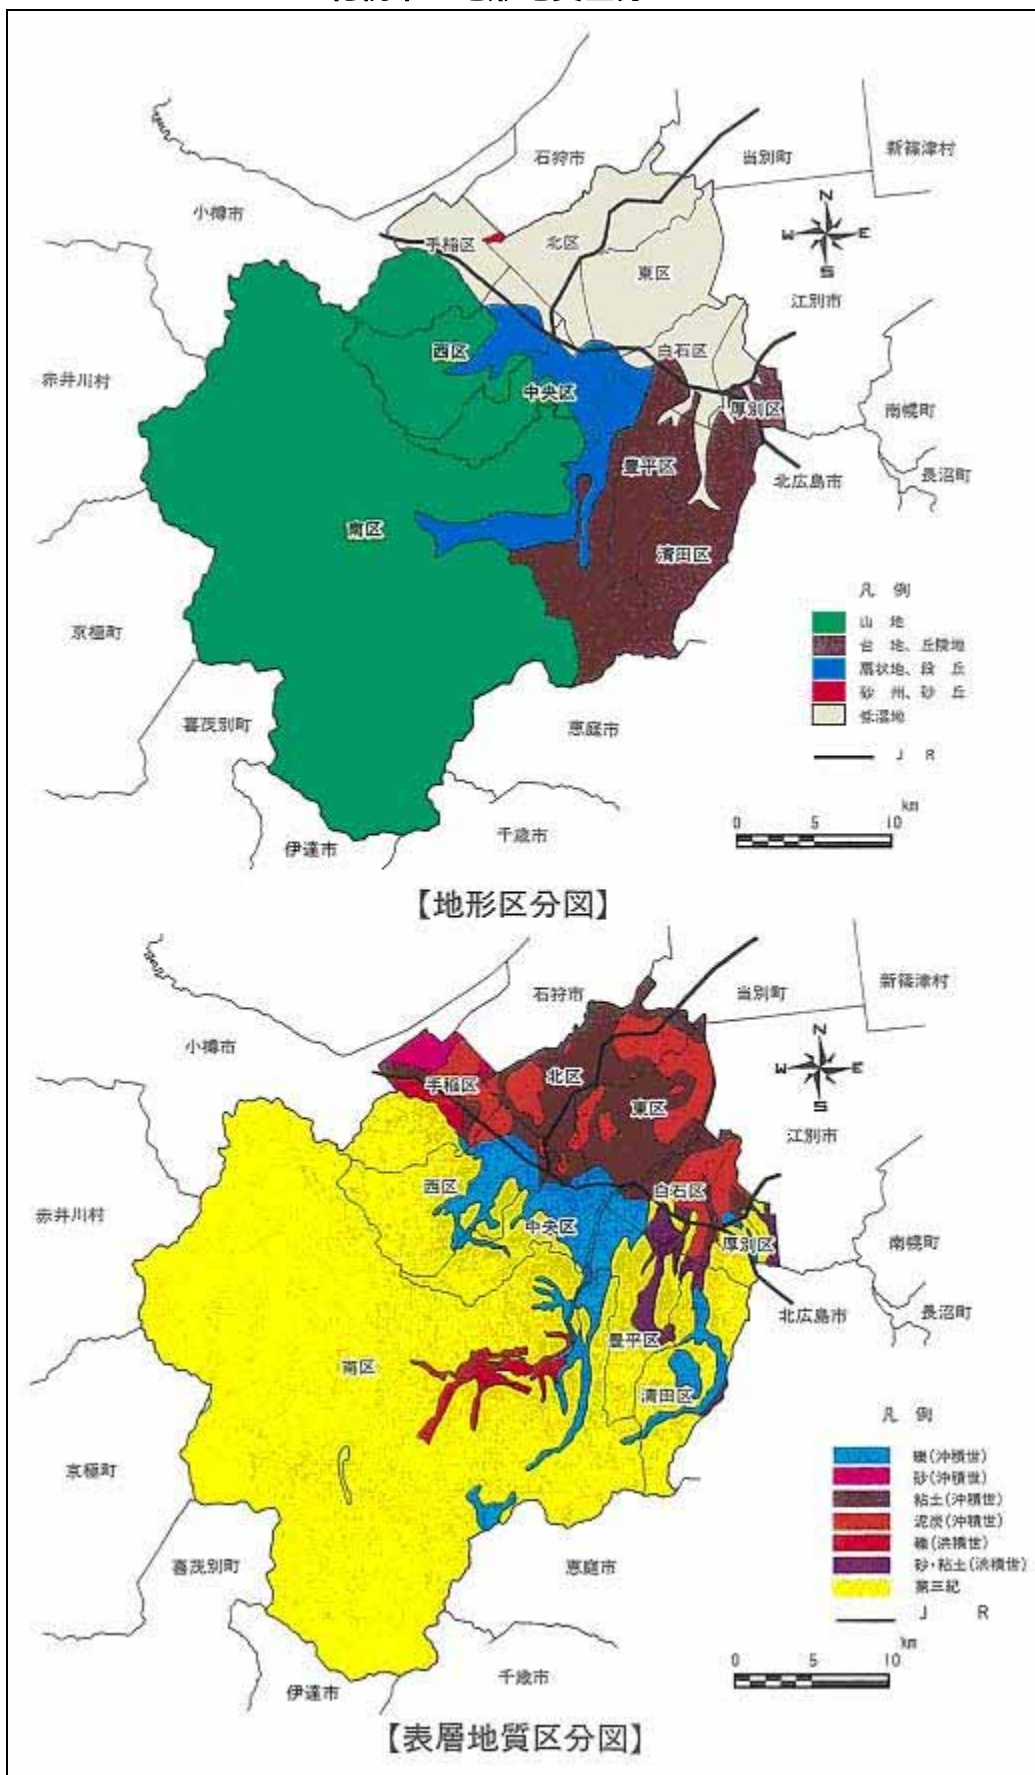 新篠津村
石狩市
当別町
小樽市
手稲区
北区
東区
N
W E
S
江別市
西区
白石区
赤井川村
中央区
厚別区
南幌町
豊平区
北広島市
長沼町
南区
清田区
凡 例
山 地
台 地、丘陵地
扇状地、段 丘
砂 州、砂 丘
低湿地
J R
京極町
喜茂別町
恵庭市
km
0 5 10
千歳市
伊達市
【地形区分図】
新篠津村
石狩市
当別町
小樽市
手稲区
北区
東区
N
W E
S
江別市
西区
白石区
赤井川村
中央区
厚別区
南幌町
北広島市
長沼町
豊平区
南区
清田区
凡 例
礫(沖積世)
砂(沖積世)
粘土(沖積世)
泥炭(沖積世)
礫(洪積世)
砂・粘土(洪積世)
第三紀
J R
京極町
喜茂別町
恵庭市
km
0 5 10
千歳市
伊達市
【表層地質区分図】